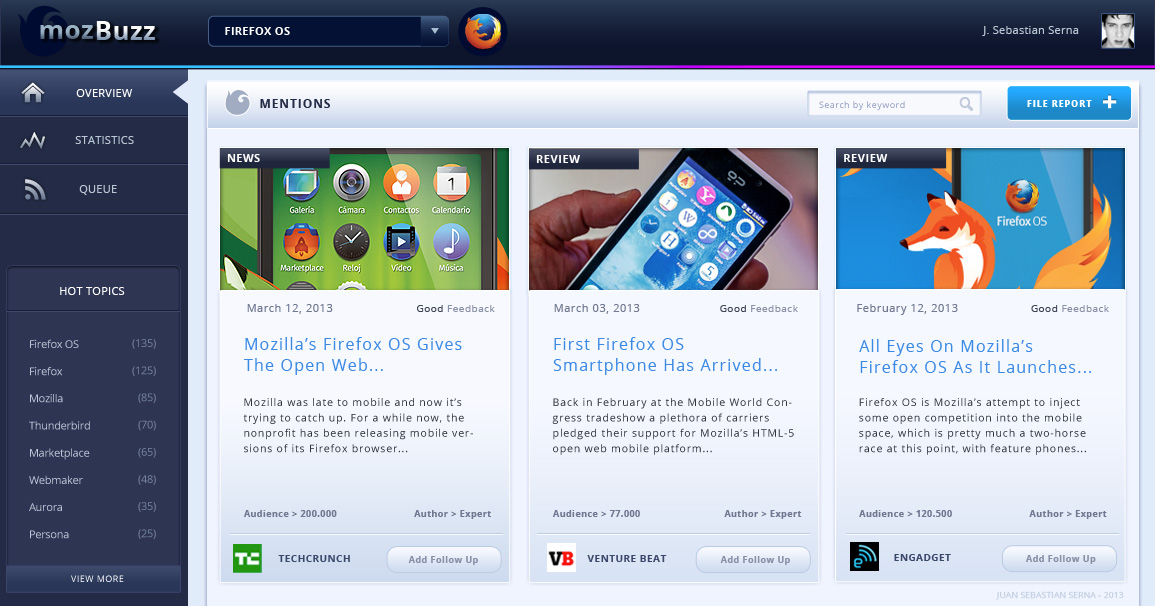 mozBuzz
FIREFOX OS
J. Sebastian Serna
OVERVIEW
STATISTICS
QUEUE
HOT TOPICS
Firefox OS (135)
Firefox (125)
Mozilla (85)
Thunderbird (70)
Marketplace (65)
Webmaker (48)
Aurora (35)
Persona (25)
VIEW MORE
MENTIONS
Search by keyword
FILE REPORT
NEWS
Galería Cámara Contactos Calendario
1
Marketplace Reloj Vídeo Música
March 12, 2013 Good Feedback
Mozilla’s Firefox OS Gives
The Open Web...
Mozilla was late to mobile and now it’s
trying to catch up. For a while now, the
nonprofit has been releasing mobile ver-
sions of its Firefox browser...
Audience > 200.000 Author > Expert
TC TECHCRUNCH Add Follow Up
REVIEW
March 03, 2013 Good Feedback
First Firefox OS
Smartphone Has Arrived...
Back in February at the Mobile World Con-
gress tradeshow a plethora of carriers
pledged their support for Mozilla’s HTML-5
open web mobile platform...
Audience > 77.000 Author > Expert
VB VENTURE BEAT Add Follow Up
REVIEW
Firefox OS
February 12, 2013 Good Feedback
All Eyes On Mozilla’s
Firefox OS As It Launches...
Firefox OS is Mozilla’s attempt to inject
some open competition into the mobile
space, which is pretty much a two-horse
race at this point, with feature phones...
Audience > 120.500 Author > Expert
e ENGADGET Add Follow Up
JUAN SEBASTIAN SERNA - 2013